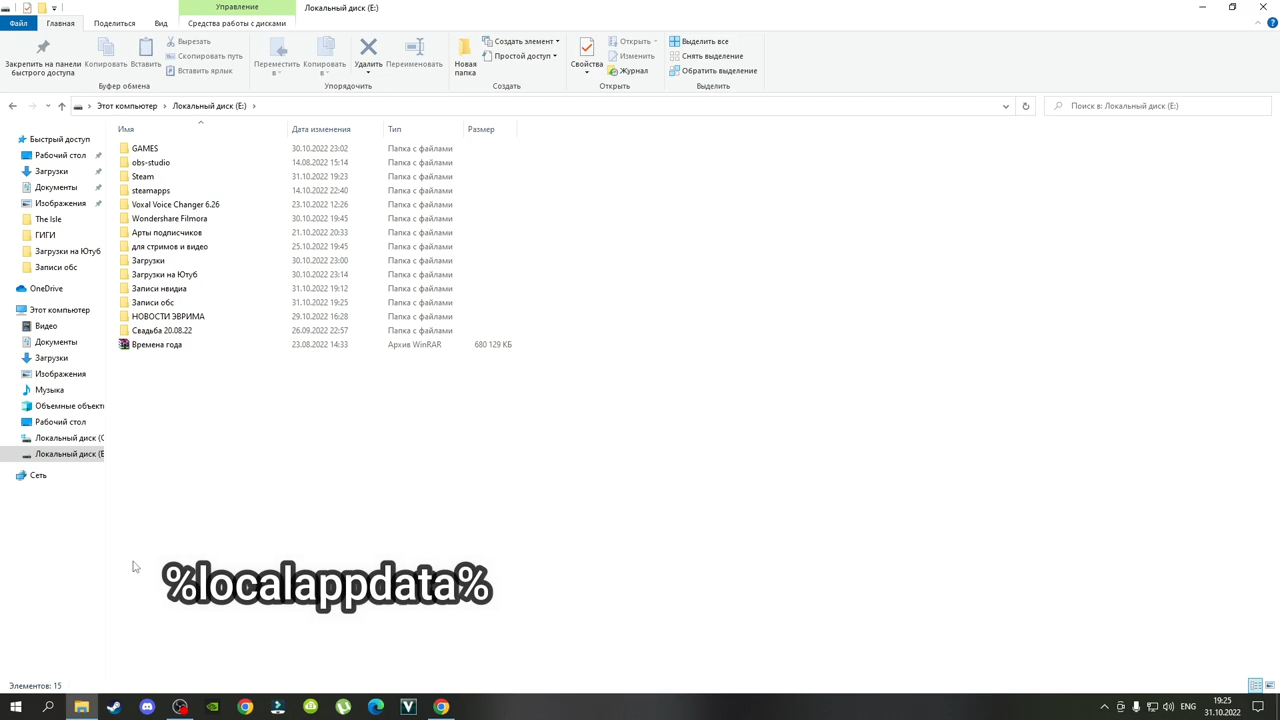 Управление
Локальный диск (E:)
Файл
Главная
Поделиться
Вид
Средства работы с дисками
Закрепить на панели
быстрого доступа
Копировать
Вставить
Вырезать
Скопировать путь
Вставить ярлык
Буфер обмена
Переместить
в
Копировать
в
Удалить
Переименовать
Упорядочить
Новая
папка
Создать элемент
Простой доступ
Создать
Свойства
Открыть
Изменить
Журнал
Открыть
Выделить все
Снять выделение
Обратить выделение
Выделить
Этот компьютер
Локальный диск (E:)
Поиск в: Локальный диск (E:)
Имя Дата изменения Тип Размер
GAMES 30.10.2022 23:02 Папка с файлами
obs-studio 14.08.2022 15:14 Папка с файлами
Steam 31.10.2022 19:23 Папка с файлами
steamapps 14.10.2022 22:40 Папка с файлами
Voxal Voice Changer 6.26 23.10.2022 12:26 Папка с файлами
Wondershare Filmora 30.10.2022 19:45 Папка с файлами
Арты подписчиков 21.10.2022 20:33 Папка с файлами
для стримов и видео 25.10.2022 19:45 Папка с файлами
Загрузки 30.10.2022 23:00 Папка с файлами
Загрузки на Ютуб 30.10.2022 23:14 Папка с файлами
Записи нвидиа 31.10.2022 19:12 Папка с файлами
Записи обс 31.10.2022 19:25 Папка с файлами
НОВОСТИ ЭВРИМА 29.10.2022 16:28 Папка с файлами
Свадьба 20.08.22 26.09.2022 22:57 Папка с файлами
Времена года 23.08.2022 14:33 Архив WinRAR 680 129 КБ
Быстрый доступ
Рабочий стол
Загрузки
Документы
Изображения
The Isle
ГИГИ
Загрузки на Ютуб
Записи обс
OneDrive
Этот компьютер
Видео
Документы
Загрузки
Изображения
Музыка
Объемные объект
Рабочий стол
Локальный диск (C
Локальный диск (E
Сеть
%localappdata%
Элементов: 15
19:25
31.10.2022